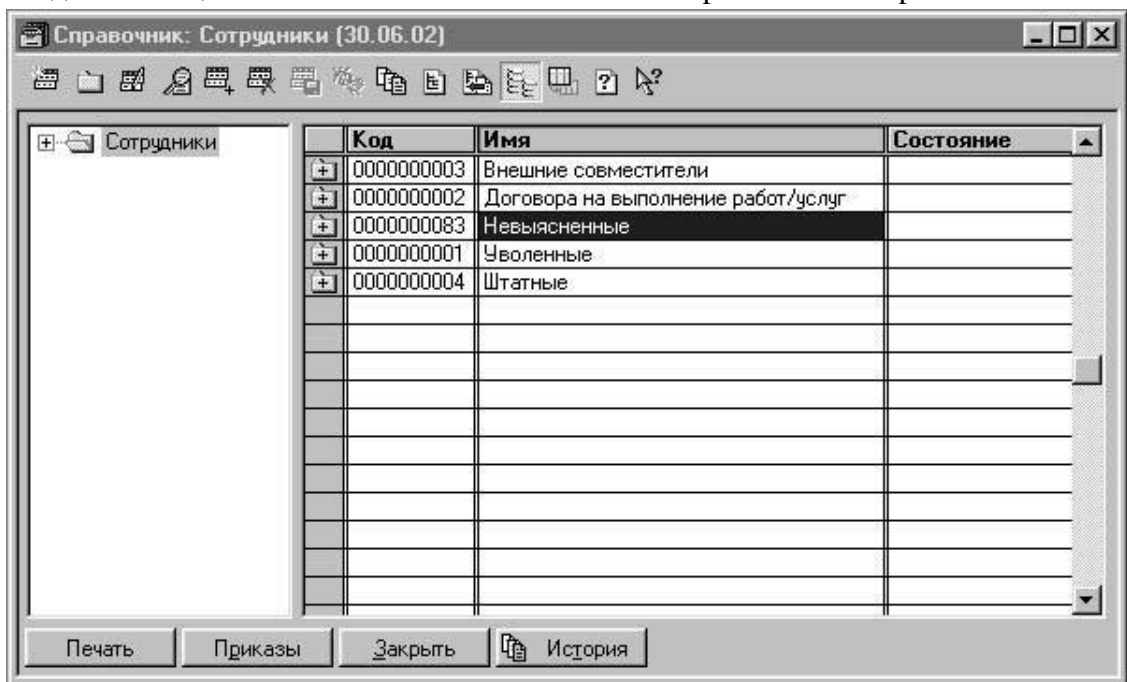 Справочник: Сотрудники (30.06.02)
Сотрудники
Код Имя Состояние
0000000003 Внешние совместители
0000000002 Договора на выполнение работ/услуг
0000000083 Невыясненные
0000000001 Уволенные
0000000004 Штатные
Печать Приказы Закрыть История